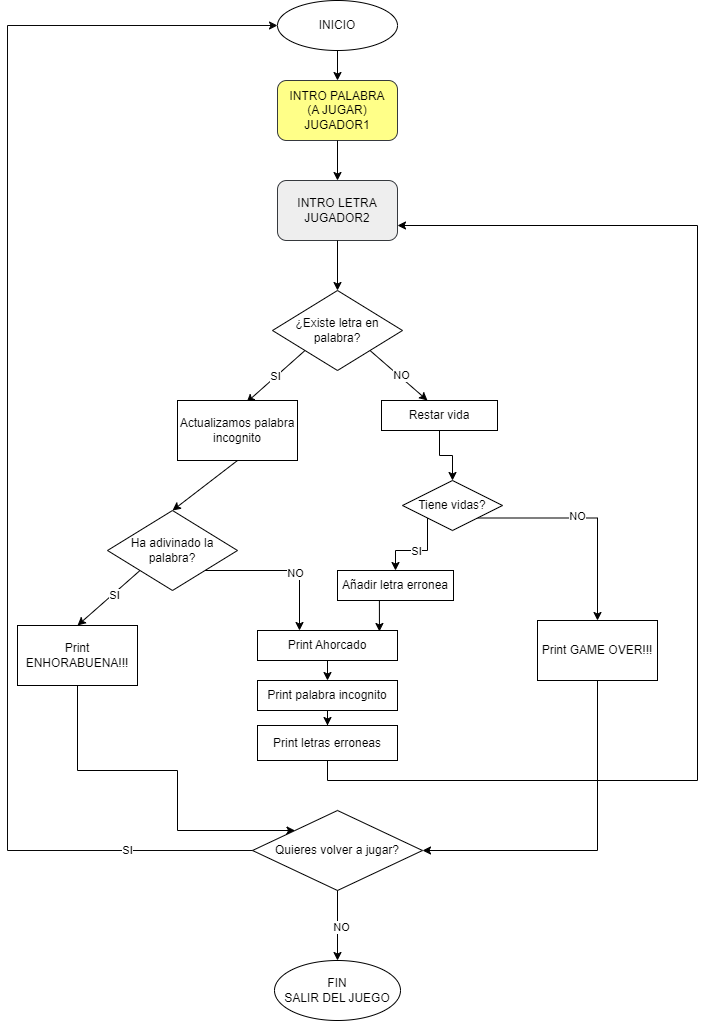 INICIO
INTRO PALABRA
(A JUGAR)
JUGADOR1
INTRO LETRA
JUGADOR2
¿Existe letra en
palabra?
SI
NO
Actualizamos palabra
incognito
Restar vida
Tiene vidas?
NO
SI
Ha adivinado la
palabra?
SI
NO
Añadir letra erronea
Print
ENHORABUENA!!!
Print Ahorcado
Print GAME OVER!!!
Print palabra incognito
Print letras erroneas
Quieres volver a jugar?
SI
NO
FIN
SALIR DEL JUEGO